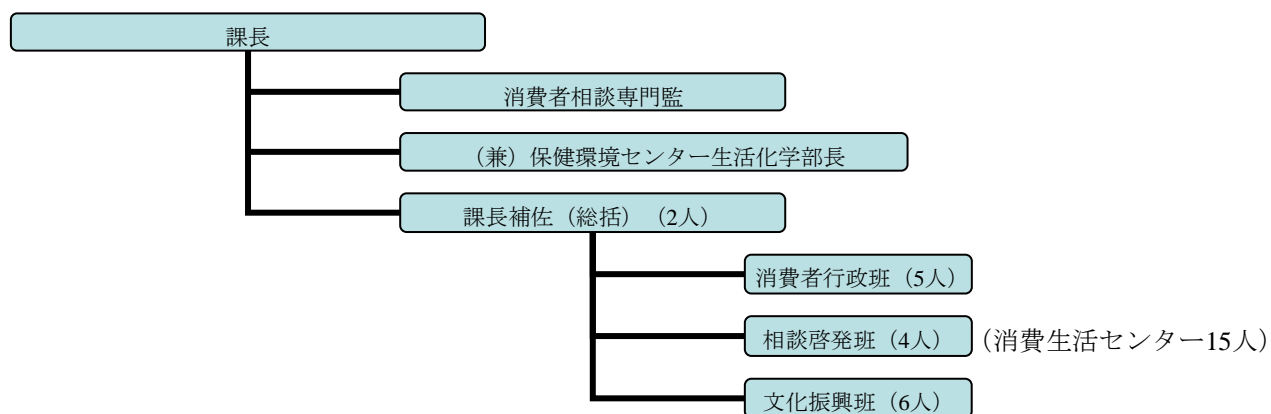 課長
消費者相談専門監
（兼）保健環境センター生活化学部長
課長補佐（総括）（2人）
消費者行政班（5人）
相談啓発班（4人）（消費生活センター15人）
文化振興班（6人）